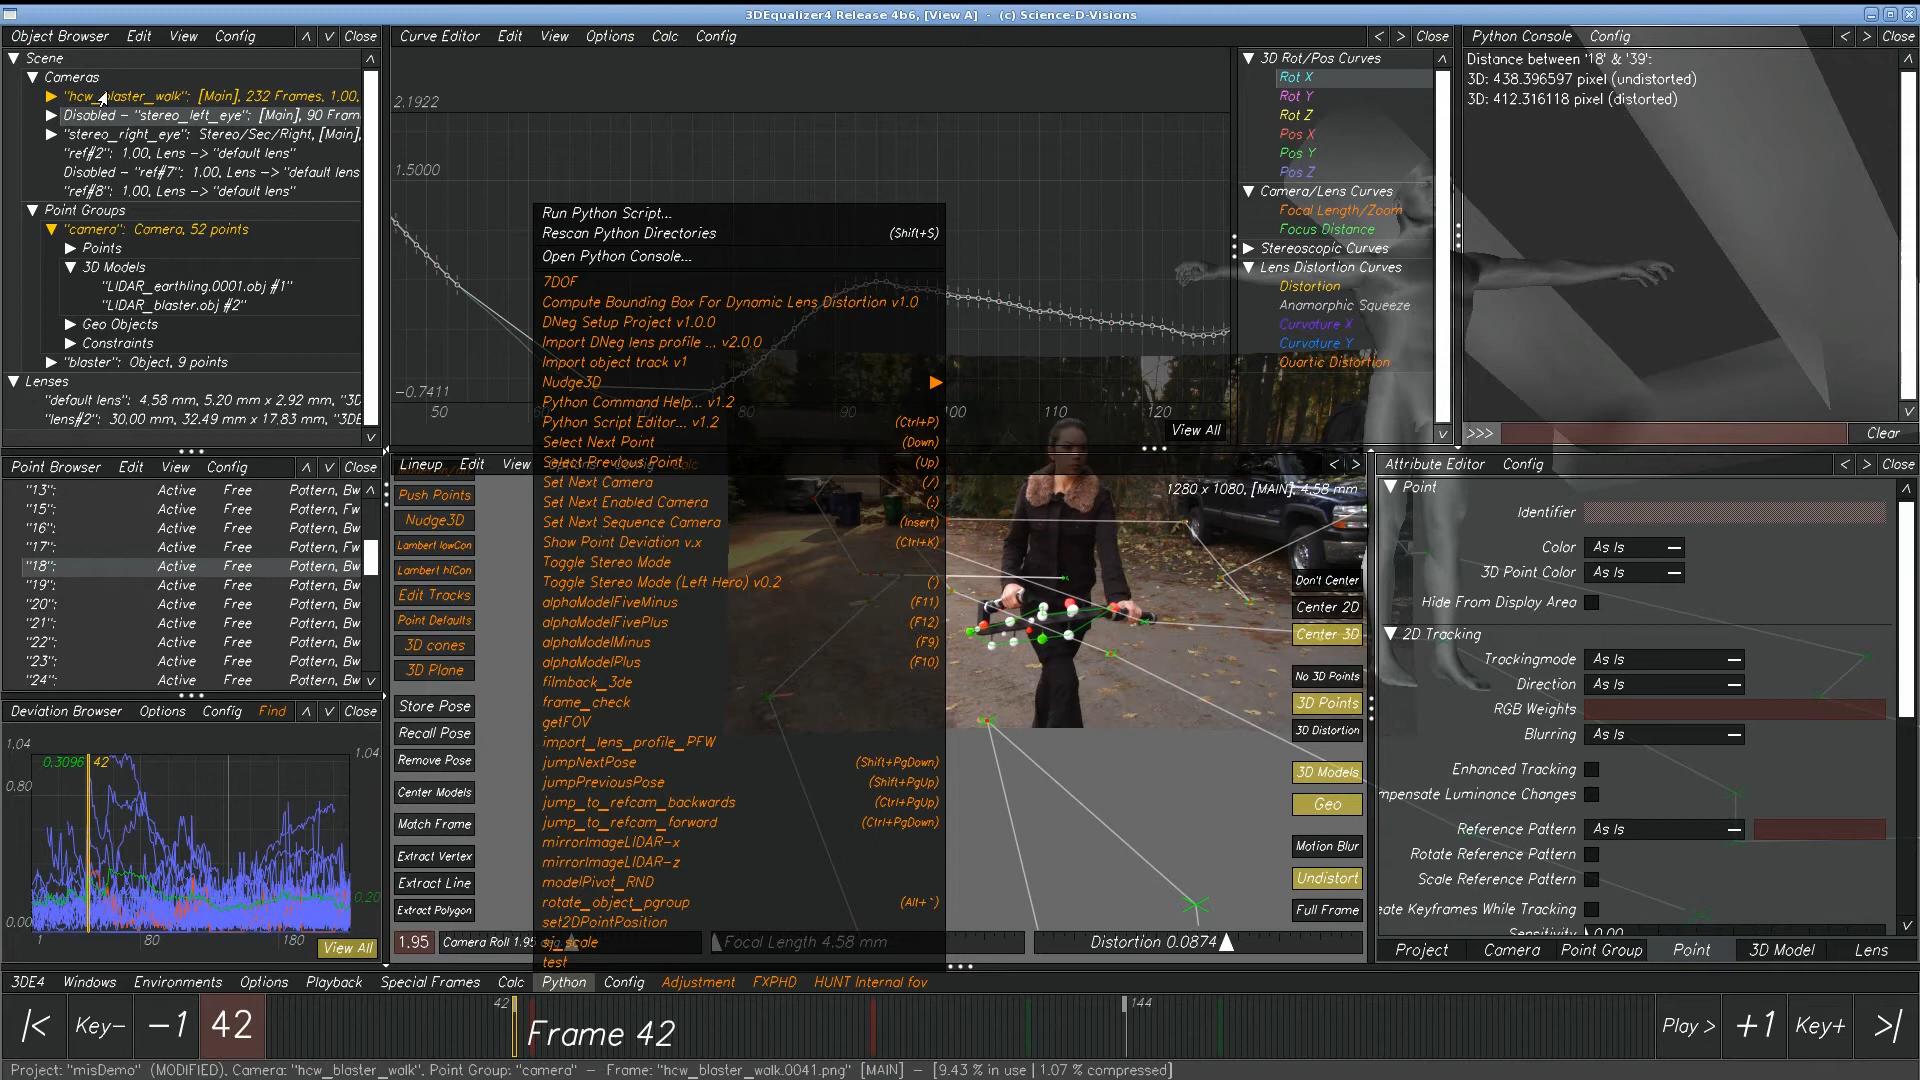 3DEqualizer4 Release 4b6, [View A]  -  (c) Science-D-Visions
Object Browser Edit View Config Close
Scene
Cameras
"hcw_blaster_walk": [Main], 232 Frames, 1.00,
Disabled - "stereo_left_eye": [Main], 90 Fram
"stereo_right_eye": Stereo/Sec/Right, [Main],
"ref#2": 1.00, Lens -> "default lens"
Disabled - "ref#7": 1.00, Lens -> "default lens
"ref#8": 1.00, Lens -> "default lens"
Point Groups
"camera": Camera, 52 points
Points
3D Models
"LIDAR_earthling.0001.obj #1"
"LIDAR_blaster.obj #2"
Geo Objects
Constraints
"blaster": Object, 9 points
Lenses
"default lens": 4.58 mm, 5.20 mm x 2.92 mm, "3D
"lens#2": 30.00 mm, 32.49 mm x 17.83 mm, "3DE
Curve Editor Edit View Options Calc Config < > Close
2.1922
1.5000
-0.7411
50 80 90 100 110 120
View All
3D Rot/Pos Curves
Rot X
Rot Y
Rot Z
Pos X
Pos Y
Pos Z
Camera/Lens Curves
Focal Length/Zoom
Focus Distance
Stereoscopic Curves
Lens Distortion Curves
Distortion
Anamorphic Squeeze
Curvature X
Curvature Y
Quartic Distortion
Python Console Config < > Close
Distance between '18' & '39':
3D: 438.396597 pixel (undistorted)
3D: 412.316118 pixel (distorted)
>>> Clear
Run Python Script...
Rescan Python Directories (Shift+S)
Open Python Console...
7DOF
Compute Bounding Box For Dynamic Lens Distortion v1.0
DNeg Setup Project v1.0.0
Import DNeg lens profile ... v2.0.0
Import object track v1
Nudge3D
Python Command Help... v1.2
Python Script Editor... v1.2 (Ctrl+P)
Select Next Point (Down)
Select Previous Point (Up)
Set Next Camera (/)
Set Next Enabled Camera (;)
Set Next Sequence Camera (Insert)
Show Point Deviation v.x (Ctrl+K)
Toggle Stereo Mode
Toggle Stereo Mode (Left Hero) v0.2 (')
alphaModelFiveMinus (F11)
alphaModelFivePlus (F12)
alphaModelMinus (F9)
alphaModelPlus (F10)
filmback_3de
frame_check
getFOV
import_lens_profile_PFW
jumpNextPose (Shift+PgDown)
jumpPreviousPose (Shift+PgUp)
jump_to_refcam_backwards (Ctrl+PgUp)
jump_to_refcam_forward (Ctrl+PgDown)
mirrorImageLIDAR-x
mirrorImageLIDAR-z
modelPivot_RND
rotate_object_pgroup (Alt+`)
set2DPointPosition
sj_scale
test
Point Browser Edit View Config Close
"13": Active Free Pattern, Bw
"15": Active Free Pattern, Fw
"16": Active Free Pattern, Bw
"17": Active Free Pattern, Fw
"18": Active Free Pattern, Bw
"19": Active Free Pattern, Bw
"20": Active Free Pattern, Bw
"21": Active Free Pattern, Bw
"22": Active Free Pattern, Bw
"23": Active Free Pattern, Bw
"24": Active Free Pattern, Bw
Deviation Browser Options Config Find Close
1.04 1.04
0.3096 42
0.80
0.20
0.00
1 80 180
View All
Lineup Edit View < >
1280 x 1080, [MAIN], 4.58 mm
Push Points
Nudge3D
Lambert lowCon
Lambert hiCon
Edit Tracks
Point Defaults
3D cones
3D Plane
Store Pose
Recall Pose
Remove Pose
Center Models
Match Frame
Extract Vertex
Extract Line
Extract Polygon
Don't Center
Center 2D
Center 3D
No 3D Points
3D Points
3D Distortion
3D Models
Geo
Motion Blur
Undistort
Full Frame
1.95 Camera Roll 1.95 Focal Length 4.58 mm Distortion 0.0874
Attribute Editor Config < > Close
Point
Identifier
Color As Is
3D Point Color As Is
Hide From Display Area
2D Tracking
Trackingmode As Is
Direction As Is
RGB Weights
Blurring As Is
Enhanced Tracking
mpensate Luminance Changes
Reference Pattern As Is
Rotate Reference Pattern
Scale Reference Pattern
eate Keyframes While Tracking
Sensitivity 0.00
Project Camera Point Group Point 3D Model Lens
3DE4 Windows Environments Options Playback Special Frames Calc Python Config Adjustment FXPHD HUNT Internal fov
|< Key- -1 42 42 Frame 42 144 Play > +1 Key+ >|
Project: "misDemo"  (MODIFIED), Camera: "hcw_blaster_walk", Point Group: "camera"  -  Frame: "hcw_blaster_walk.0041.png"  [MAIN]  -  [9.43 % in use | 1.07 % compressed]